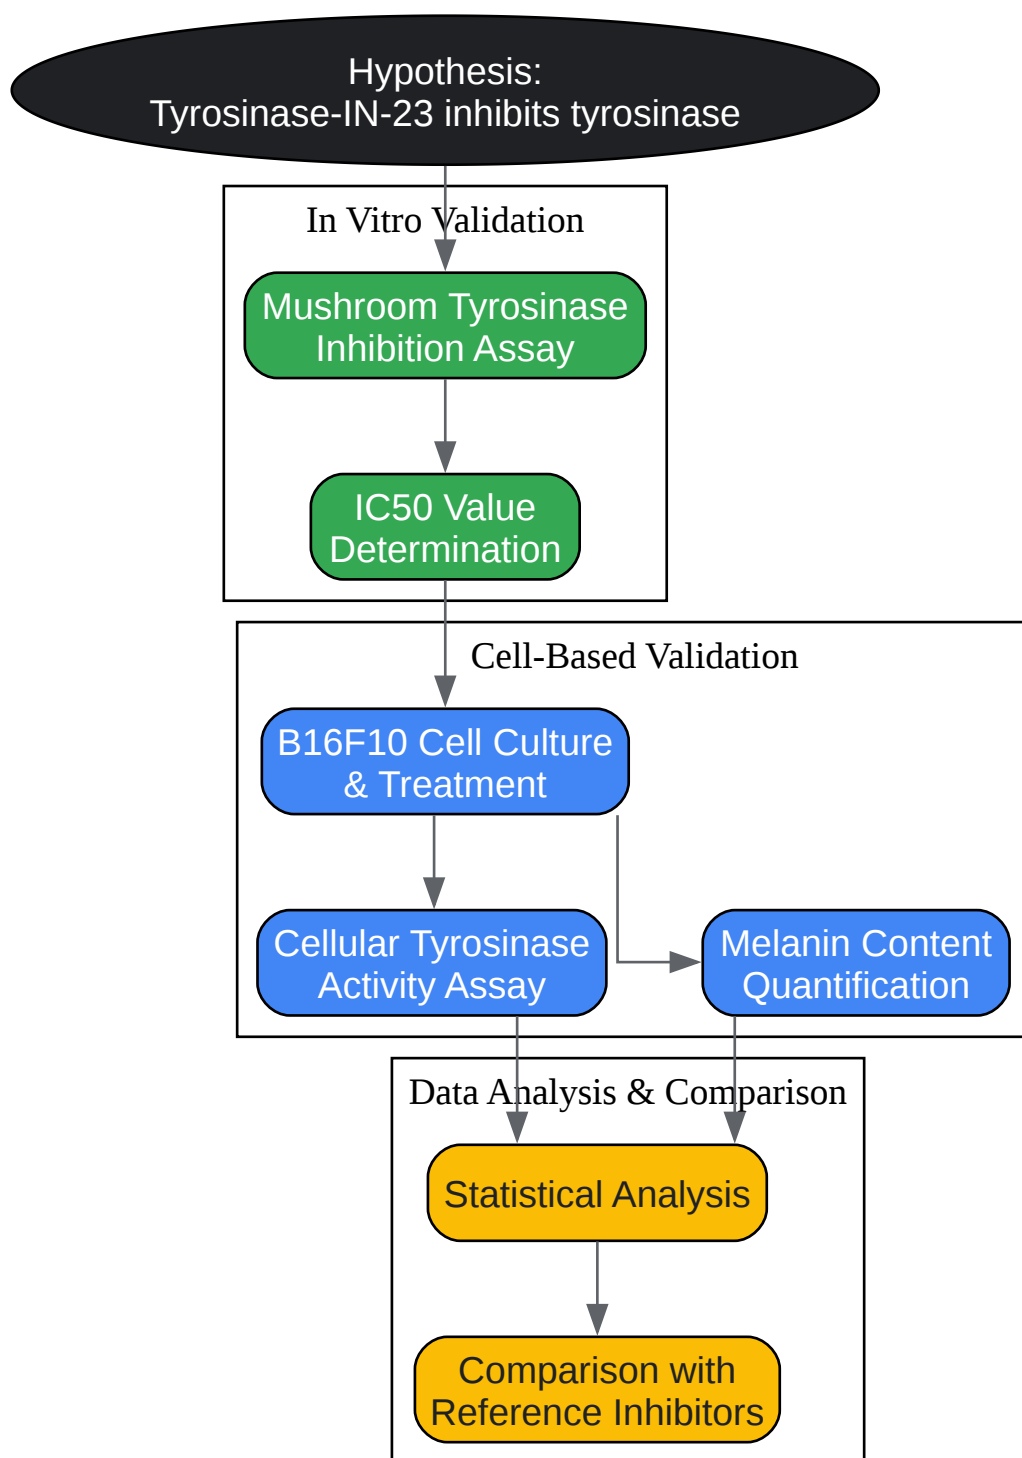 Hypothesis:
Tyrosinase-IN-23 inhibits tyrosinase
In Vitro Validation
Mushroom Tyrosinase
Inhibition Assay
IC50 Value
Determination
Cell-Based Validation
B16F10 Cell Culture
& Treatment
Cellular Tyrosinase
Activity Assay
Melanin Content
Quantification
Data Analysis & Comparison
Statistical Analysis
Comparison with
Reference Inhibitors